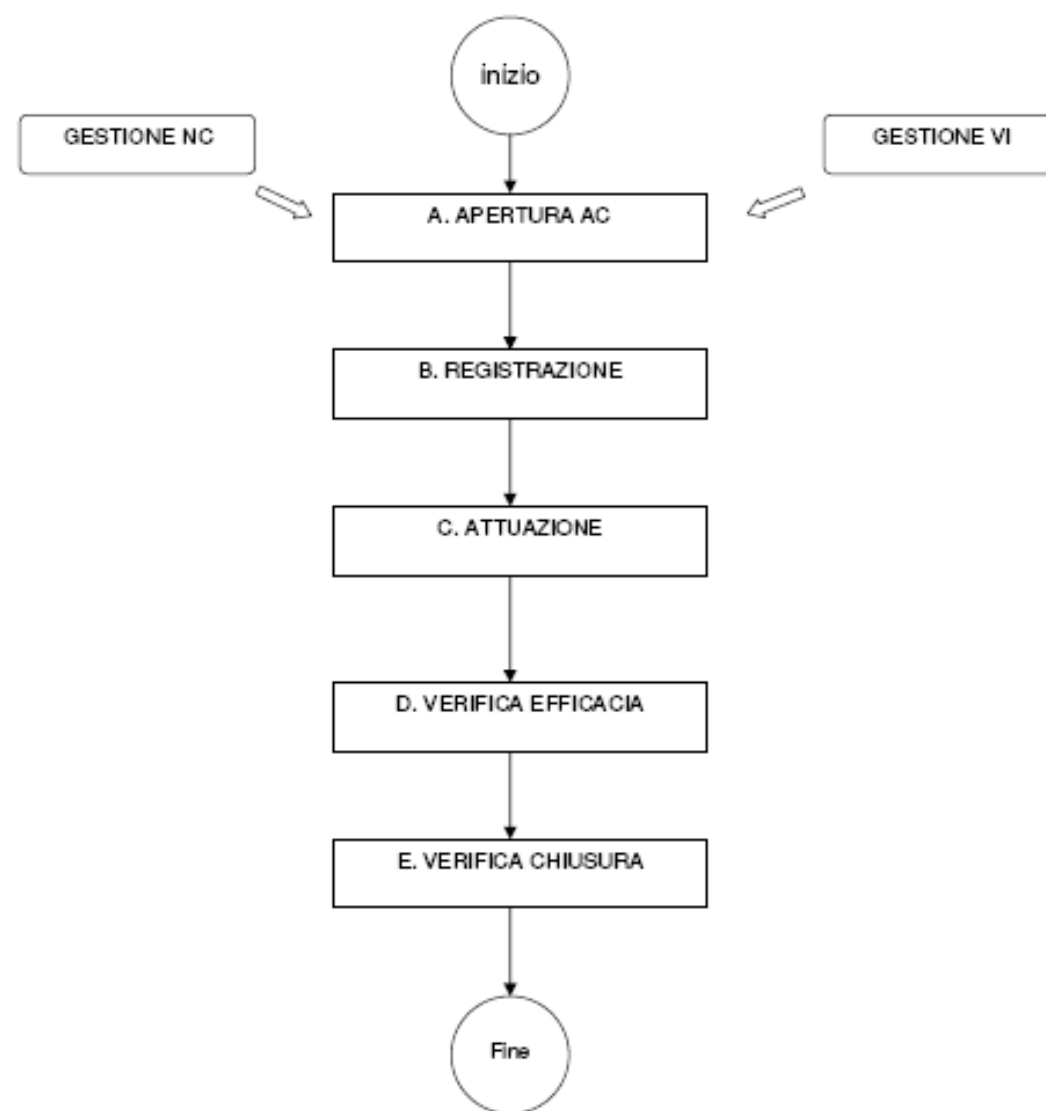 inizio
GESTIONE NC
GESTIONE VI
A. APERTURA AC
B. REGISTRAZIONE
C. ATTUAZIONE
D. VERIFICA EFFICACIA
E. VERIFICA CHIUSURA
Fine